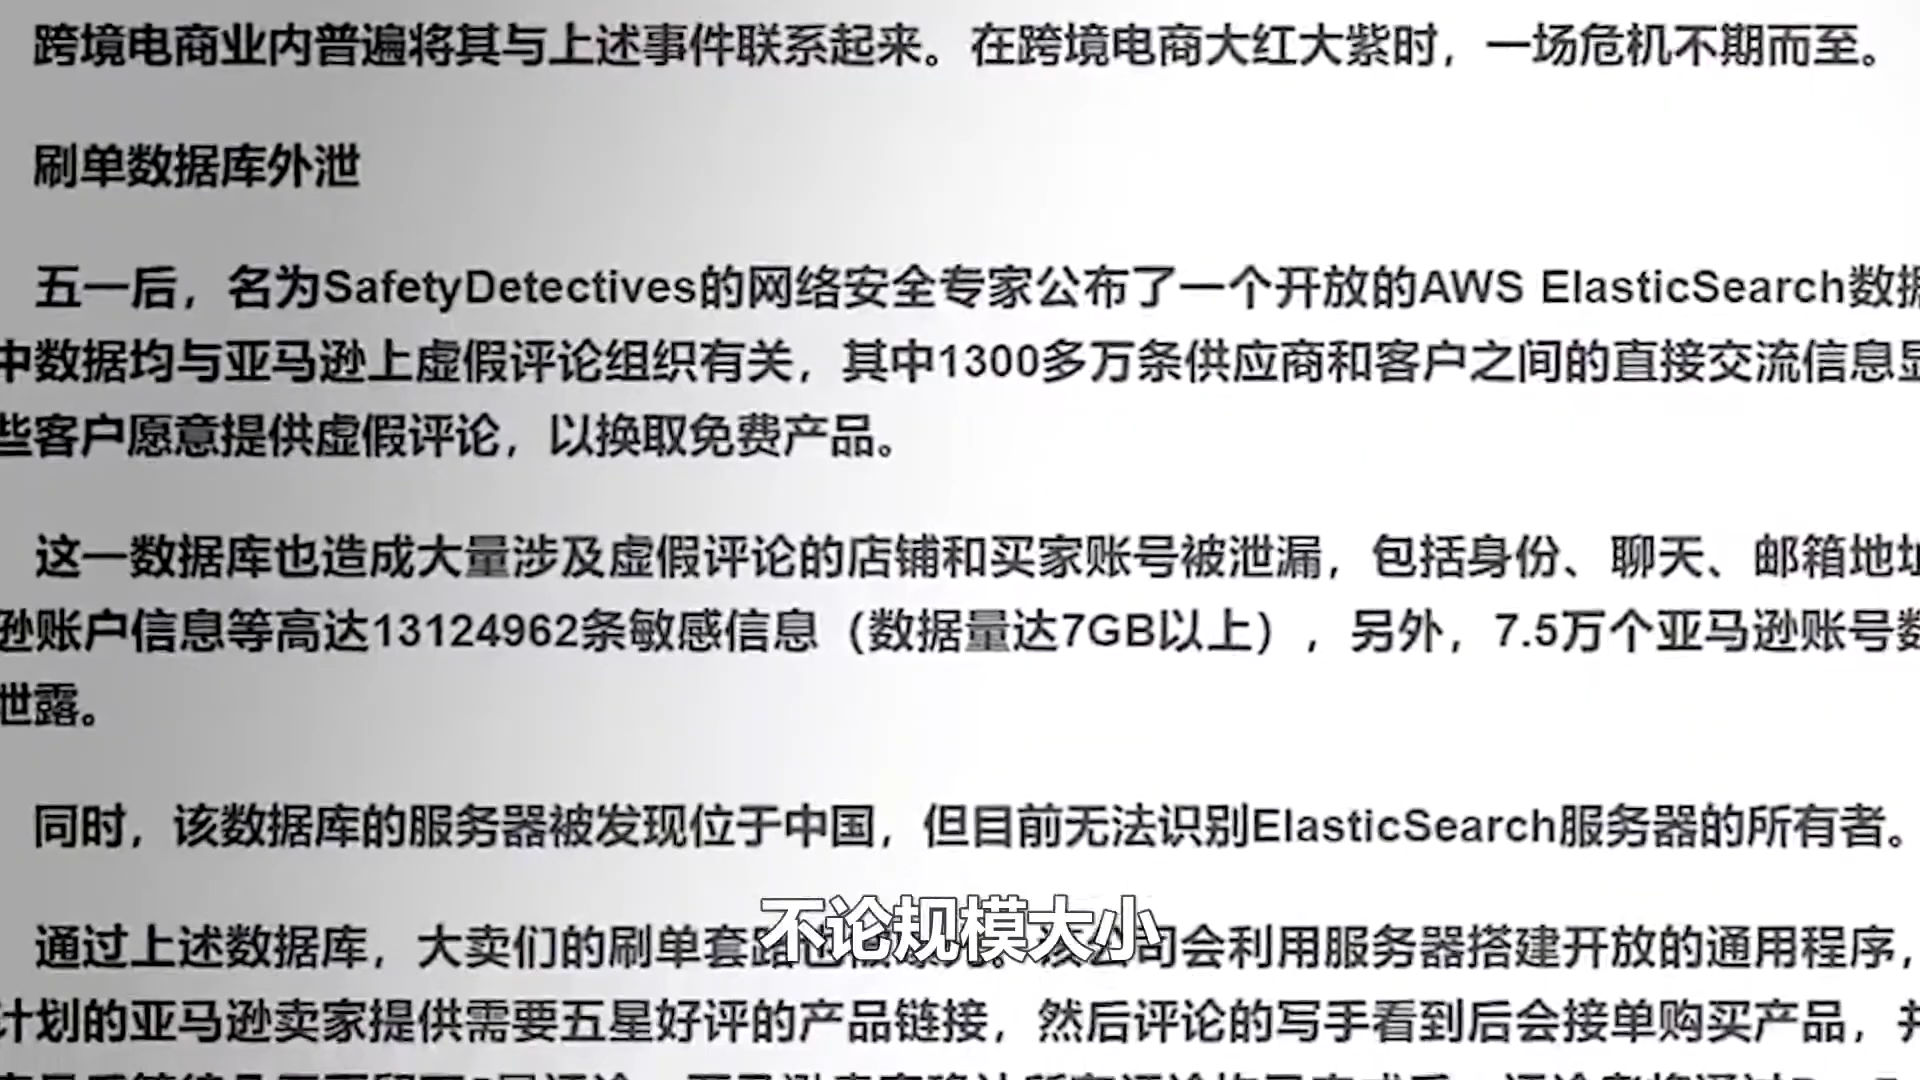 跨境电商业内普遍将其与上述事件联系起来。在跨境电商大红大紫时，一场危机不期而至。
刷单数据库外泄
五一后，名为SafetyDetectives的网络安全专家公布了一个开放的AWS ElasticSearch数据
中数据均与亚马逊上虚假评论组织有关，其中1300多万条供应商和客户之间的直接交流信息显
些客户愿意提供虚假评论，以换取免费产品。
这一数据库也造成大量涉及虚假评论的店铺和买家账号被泄漏，包括身份、聊天、邮箱地址
逊账户信息等高达13124962条敏感信息（数据量达7GB以上），另外，7.5万个亚马逊账号数
泄露。
同时，该数据库的服务器被发现位于中国，但目前无法识别ElasticSearch服务器的所有者。
通过上述数据库，大卖们的刷单套路 公司会利用服务器搭建开放的通用程序，
不论规模大小
计划的亚马逊卖家提供需要五星好评的产品链接，然后评论的写手看到后会接单购买产品，